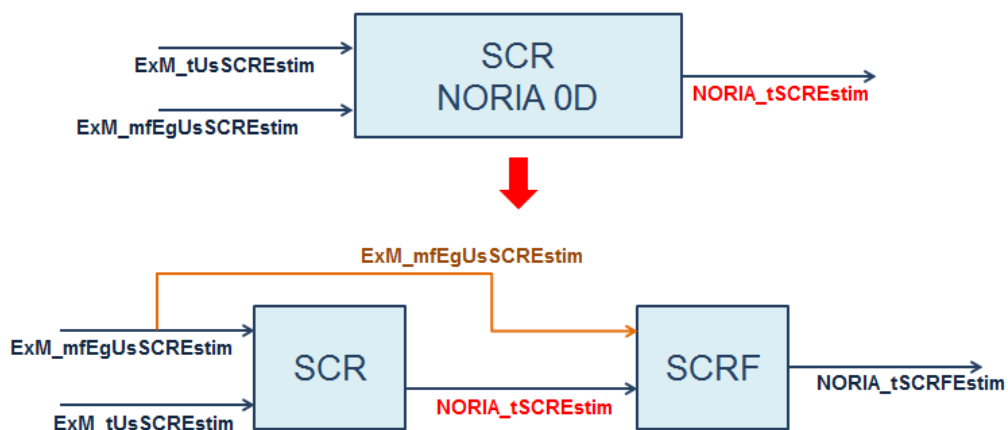 SCR
NORIA 0D
ExM_tUsSCREstim
NORIA_tSCREstim
ExM_mfEgUsSCREstim
ExM_mfEgUsSCREstim
ExM_mfEgUsSCREstim
SCR
SCRF
NORIA_tSCRFEstim
NORIA_tSCREstim
ExM_tUsSCREstim